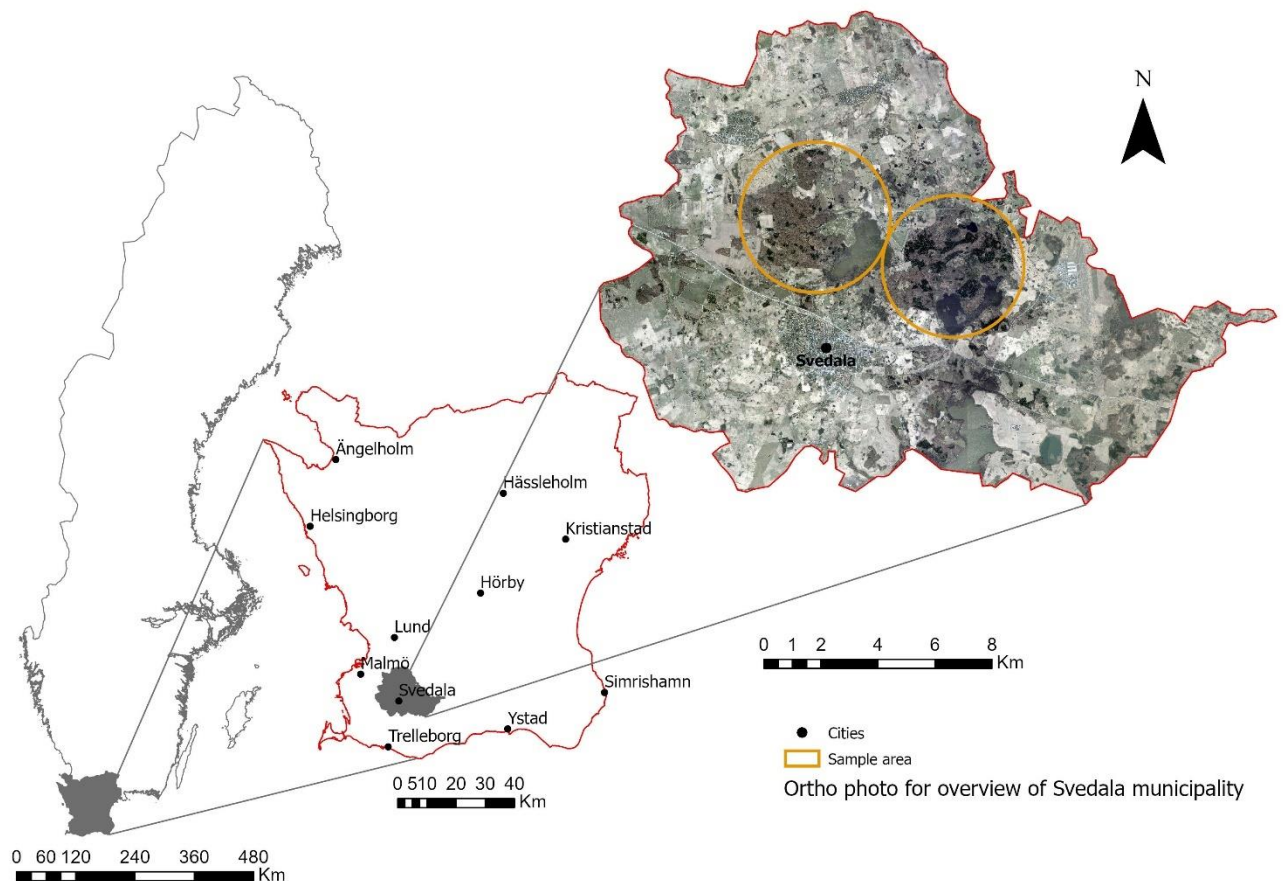 N
Svedala
Ängelholm
Hässleholm
Helsingborg
Kristianstad
Hörby
Lund
Malmö
Svedala
Simrishamn
Ystad
Trelleborg
0 1 2 4 6 8
Km
Cities
Sample area
Ortho photo for overview of Svedala municipality
0 510 20 30 40
Km
0 60 120 240 360 480
Km